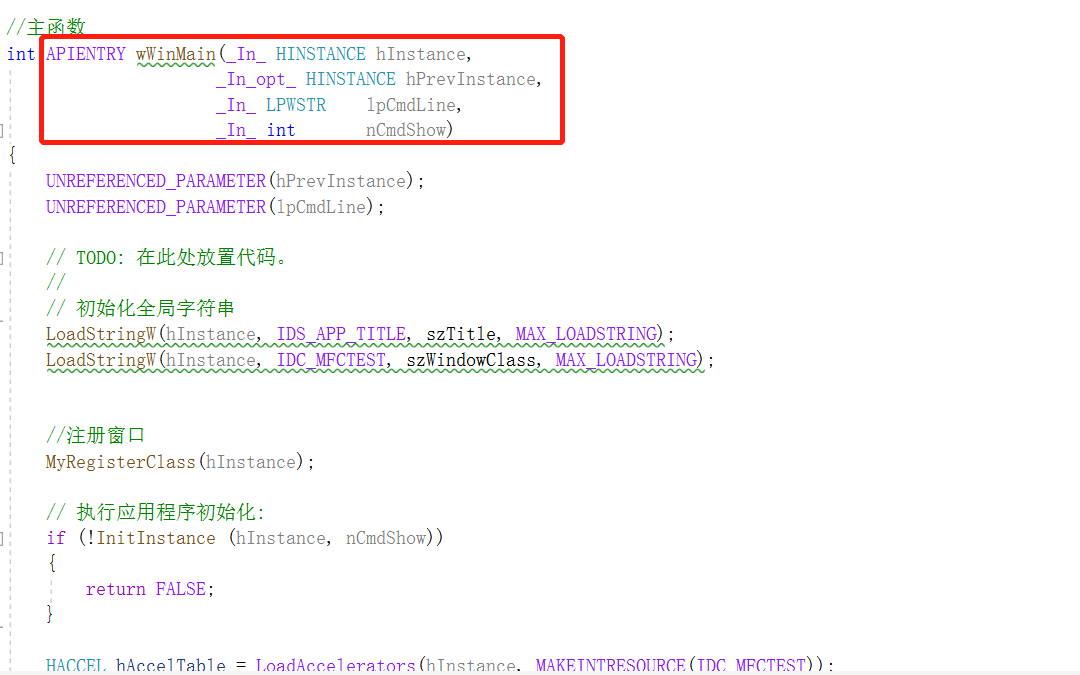 //主函数
int APIENTRY wWinMain(_In_ HINSTANCE hInstance,
_In_opt_ HINSTANCE hPrevInstance,
_In_ LPWSTR    lpCmdLine,
_In_ int       nCmdShow)
{
UNREFERENCED_PARAMETER(hPrevInstance);
UNREFERENCED_PARAMETER(lpCmdLine);
// TODO: 在此处放置代码。
//
// 初始化全局字符串
LoadStringW(hInstance, IDS_APP_TITLE, szTitle, MAX_LOADSTRING);
LoadStringW(hInstance, IDC_MFCTEST, szWindowClass, MAX_LOADSTRING);
//注册窗口
MyRegisterClass(hInstance);
// 执行应用程序初始化:
if (!InitInstance (hInstance, nCmdShow))
{
return FALSE;
}
HACCEL hAccelTable = LoadAccelerators(hInstance, MAKEINTRESOURCE(IDC_MFCTEST));